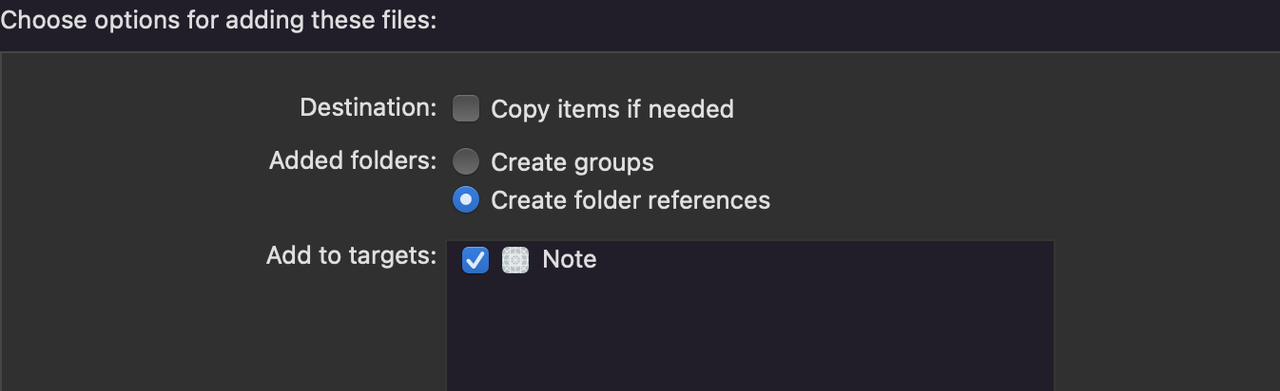 Choose options for adding these files:
Destination: Copy items if needed
Added folders: Create groups
Create folder references
Add to targets: Note